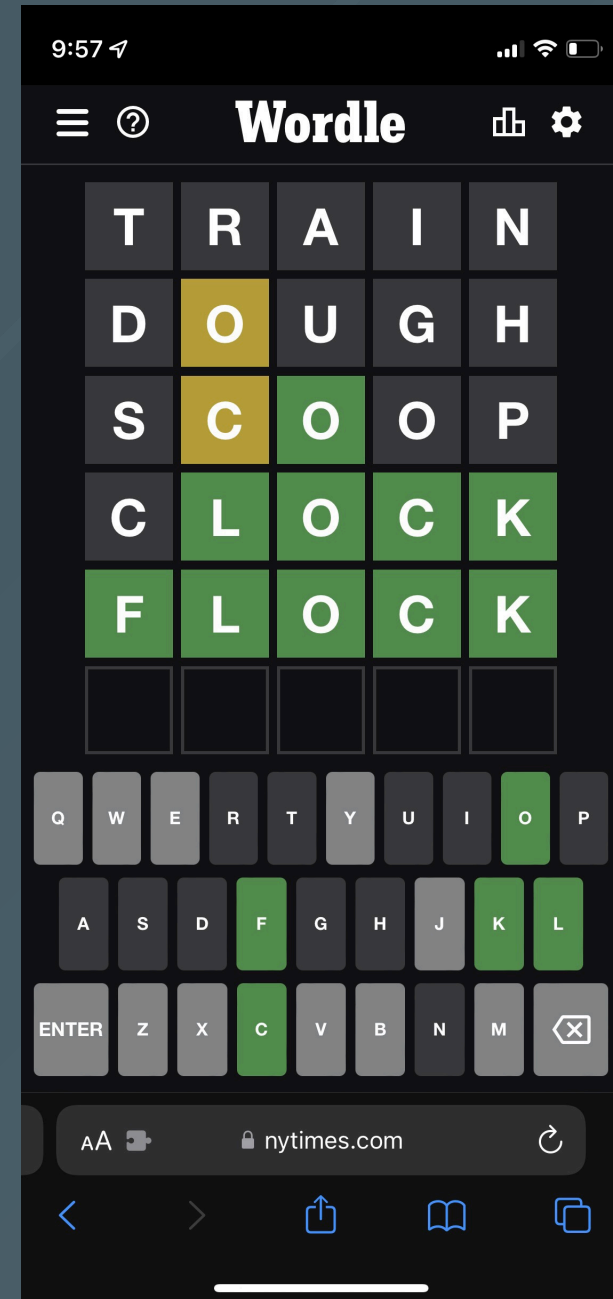 9:57
Wordle
T R A I N
D O U G H
S C O O P
C L O C K
F L O C K
Q W E R T Y U I O P
A S D F G H J K L
ENTER Z X C V B N M
AA nytimes.com